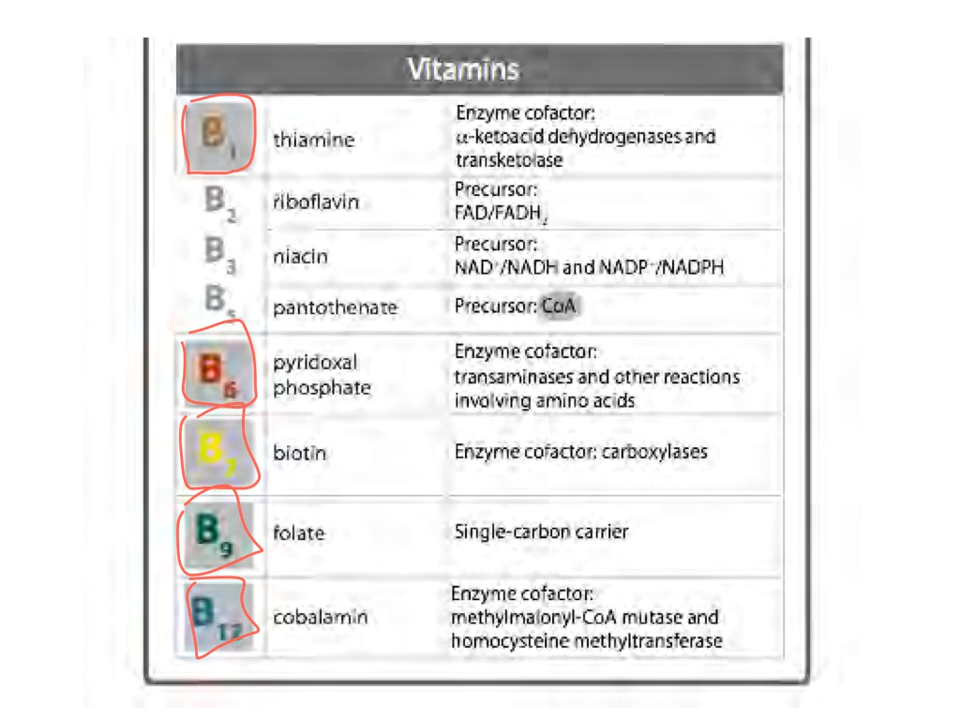 Vitamins
B₁ thiamine Enzyme cofactor:
α-ketoacid dehydrogenases and
transketolase
B₂ riboflavin Precursor:
FAD/FADH₂
B₃ niacin Precursor:
NAD⁺/NADH and NADP⁺/NADPH
B₅ pantothenate Precursor: CoA
B₆ pyridoxal phosphate Enzyme cofactor:
transaminases and other reactions
involving amino acids
B₇ biotin Enzyme cofactor: carboxylases
B₉ folate Single-carbon carrier
B₁₂ cobalamin Enzyme cofactor:
methylmalonyl-CoA mutase and
homocysteine methyltransferase